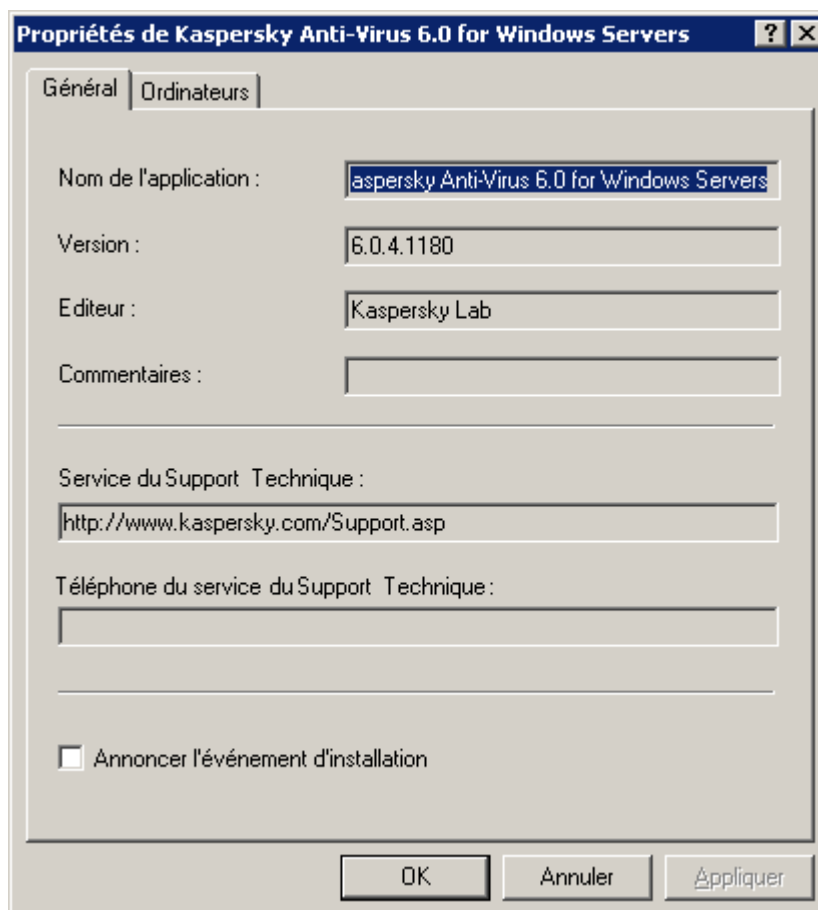 Propriétés de Kaspersky Anti-Virus 6.0 for Windows Servers
Général
Ordinateurs
Nom de l'application :
aspersky Anti-Virus 6.0 for Windows Servers
Version :
6.0.4.1180
Editeur :
Kaspersky Lab
Commentaires :
Service du Support Technique :
http://www.kaspersky.com/Support.asp
Téléphone du service du Support Technique :
Annoncer l'événement d'installation
OK
Annuler
Appliquer